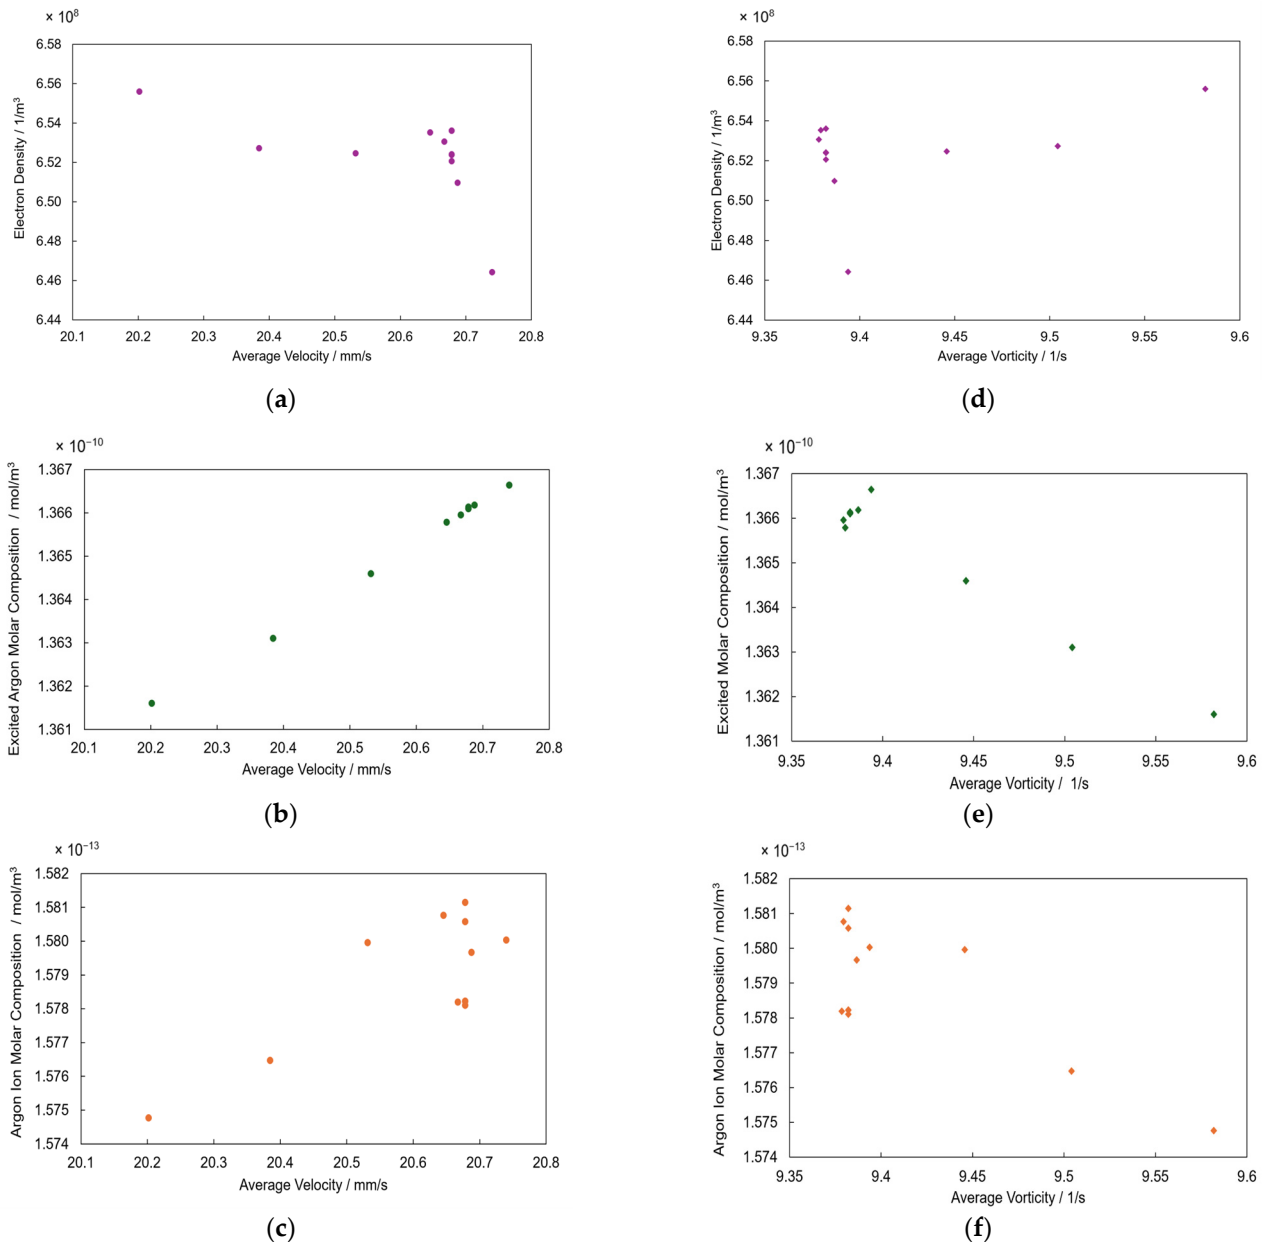 × 10⁸
6.58
6.56
6.54
6.52
6.50
6.48
6.46
6.44
Electron Density / 1/m³
20.1 20.2 20.3 20.4 20.5 20.6 20.7 20.8
Average Velocity / mm/s
(a)
× 10⁸
6.58
6.56
6.54
6.52
6.50
6.48
6.46
6.44
Electron Density / 1/m³
9.35 9.4 9.45 9.5 9.55 9.6
Average Vorticity / 1/s
(d)
× 10⁻¹⁰
1.367
1.366
1.365
1.364
1.363
1.362
1.361
Excited Argon Molar Composition / mol/m³
20.1 20.2 20.3 20.4 20.5 20.6 20.7 20.8
Average Velocity / mm/s
(b)
× 10⁻¹⁰
1.367
1.366
1.365
1.364
1.363
1.362
1.361
Excited Molar Composition / mol/m³
9.35 9.4 9.45 9.5 9.55 9.6
Average Vorticity / 1/s
(e)
× 10⁻¹³
1.582
1.581
1.580
1.579
1.578
1.577
1.576
1.575
1.574
Argon Ion Molar Composition / mol/m³
20.1 20.2 20.3 20.4 20.5 20.6 20.7 20.8
Average Velocity / mm/s
(c)
× 10⁻¹³
1.582
1.581
1.580
1.579
1.578
1.577
1.576
1.575
1.574
Argon Ion Molar Composition / mol/m³
9.35 9.4 9.45 9.5 9.55 9.6
Average Vorticity / 1/s
(f)